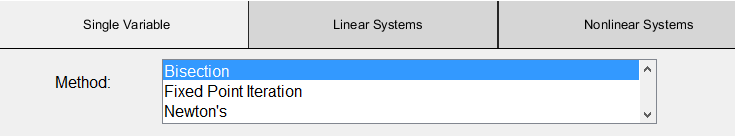 Single Variable Linear Systems Nonlinear Systems
Method: Bisection
Fixed Point Iteration
Newton's